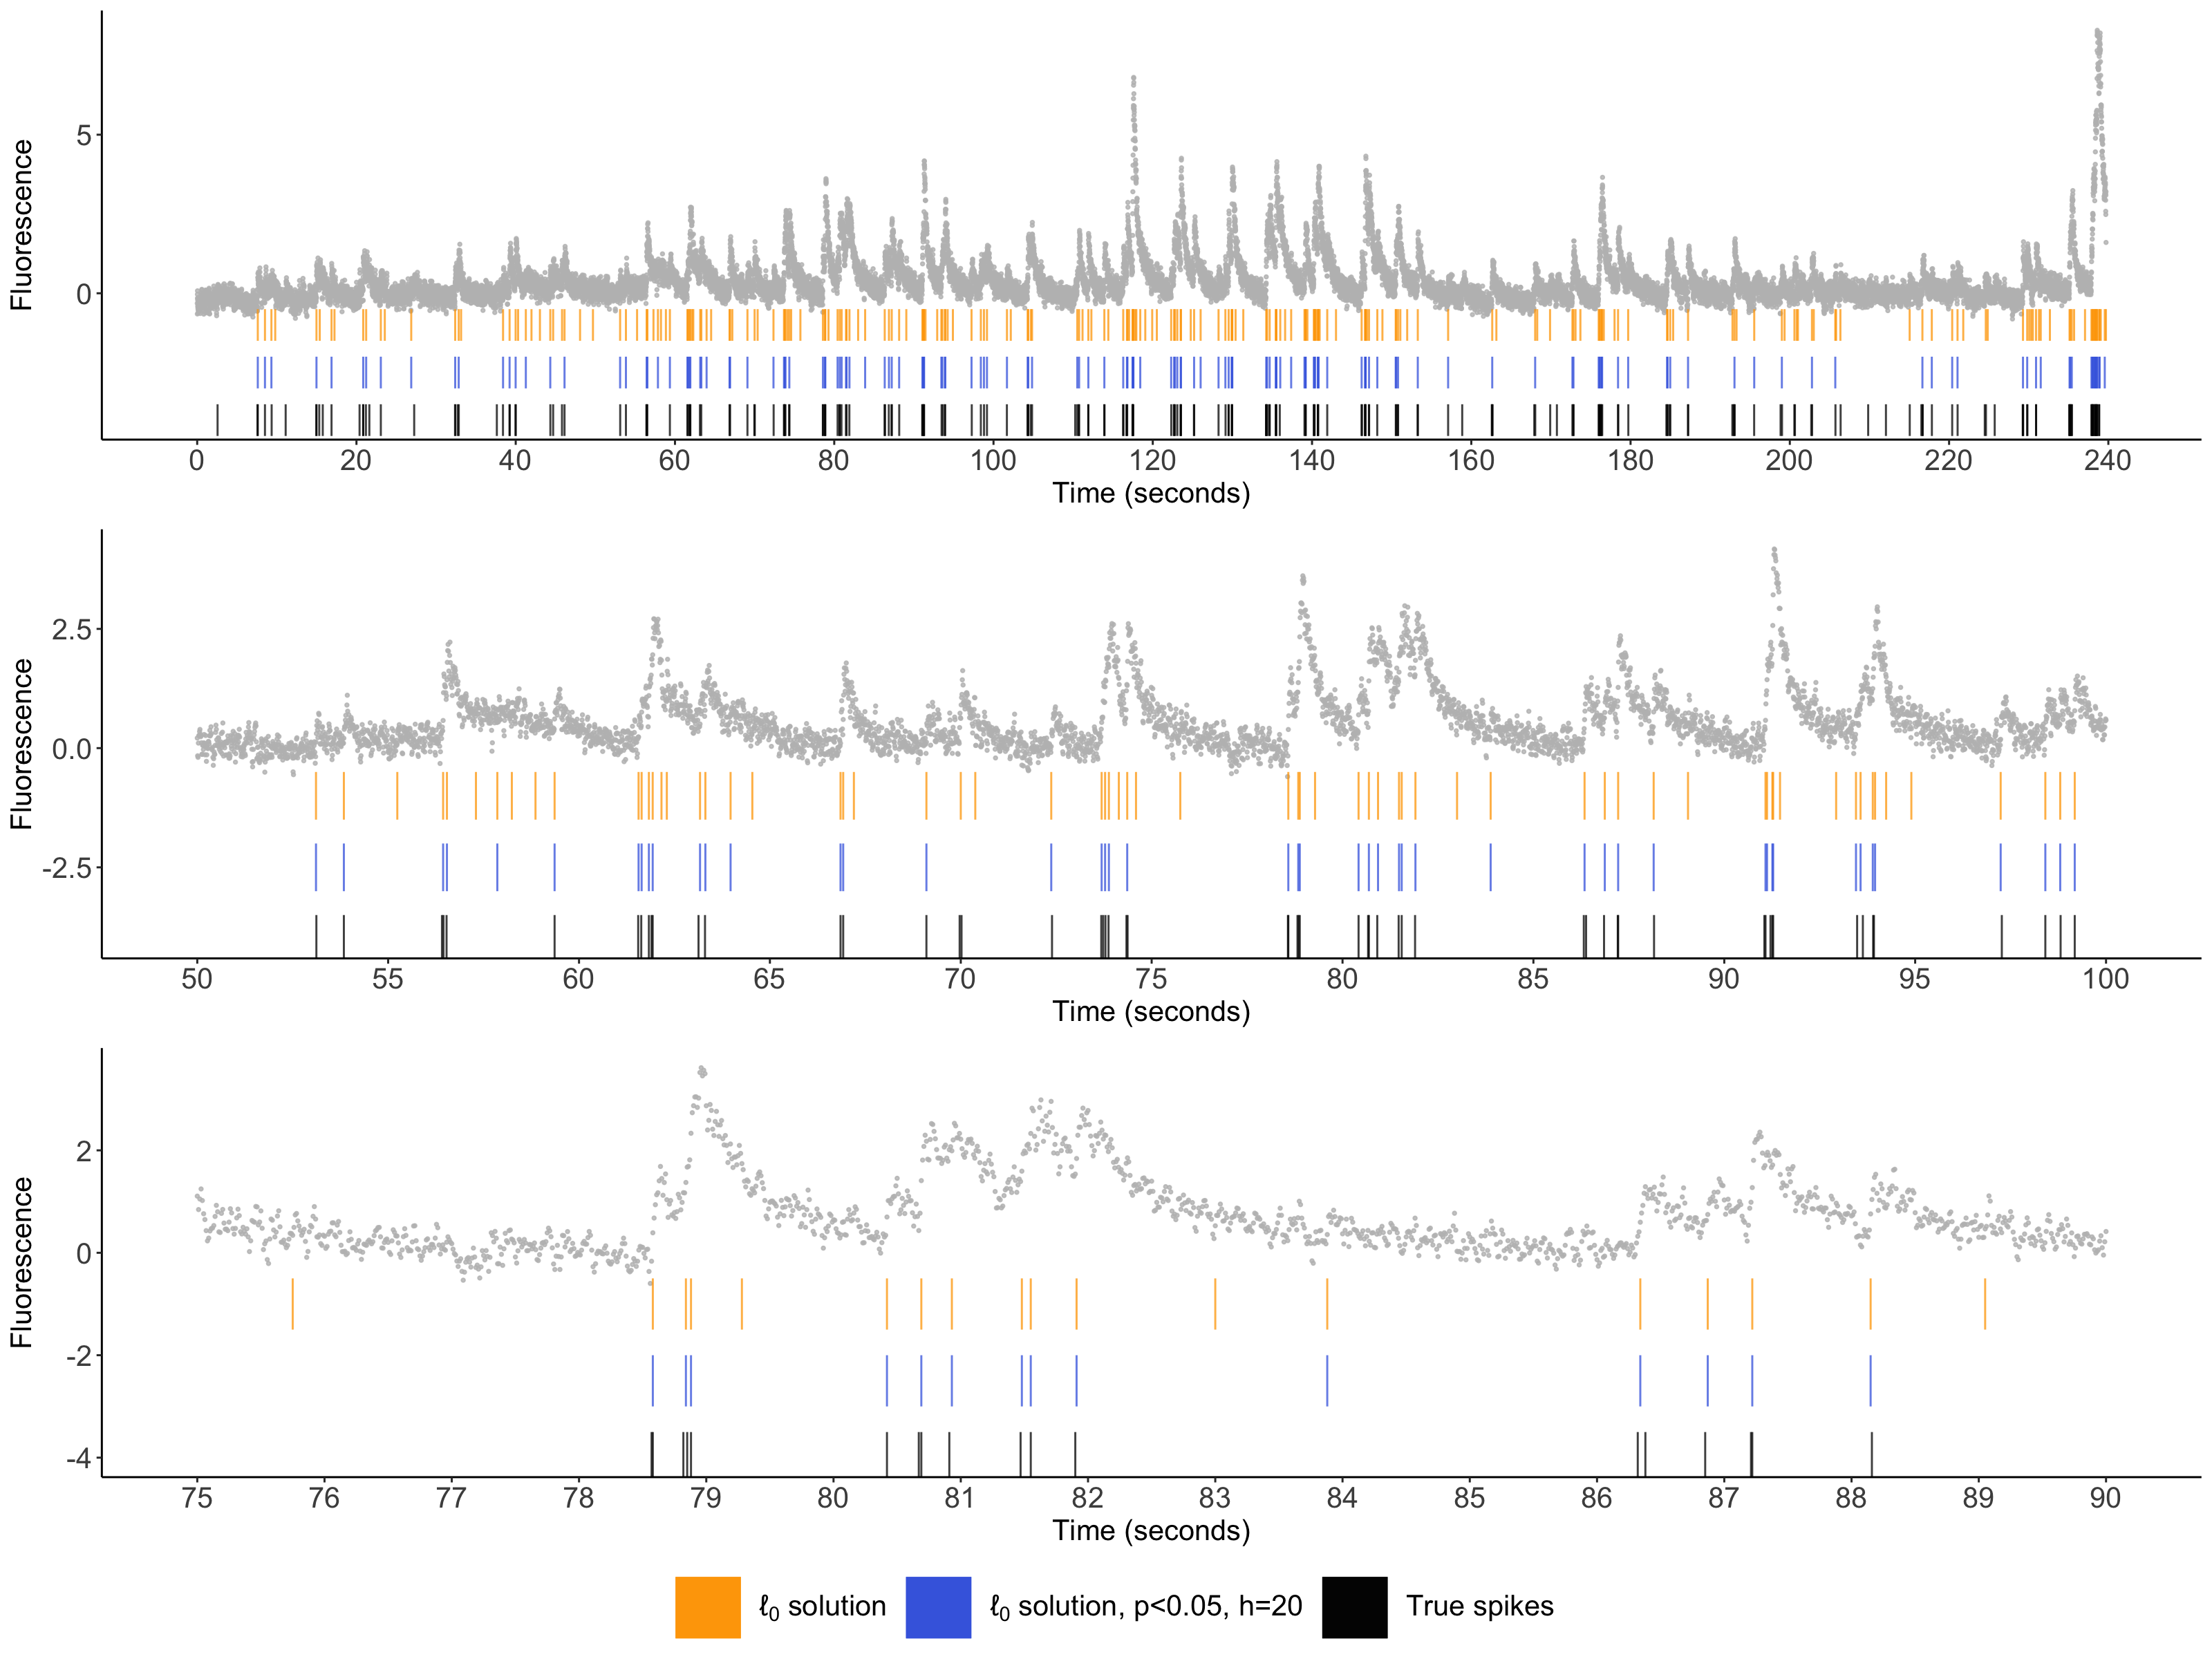 Fluorescence
5
0
0 20 40 60 80 100 120 140 160 180 200 220 240
Time (seconds)
Fluorescence
2.5
0.0
-2.5
50 55 60 65 70 75 80 85 90 95 100
Time (seconds)
Fluorescence
2
0
-2
-4
75 76 77 78 79 80 81 82 83 84 85 86 87 88 89 90
Time (seconds)
ℓ₀ solution ℓ₀ solution, p<0.05, h=20 True spikes